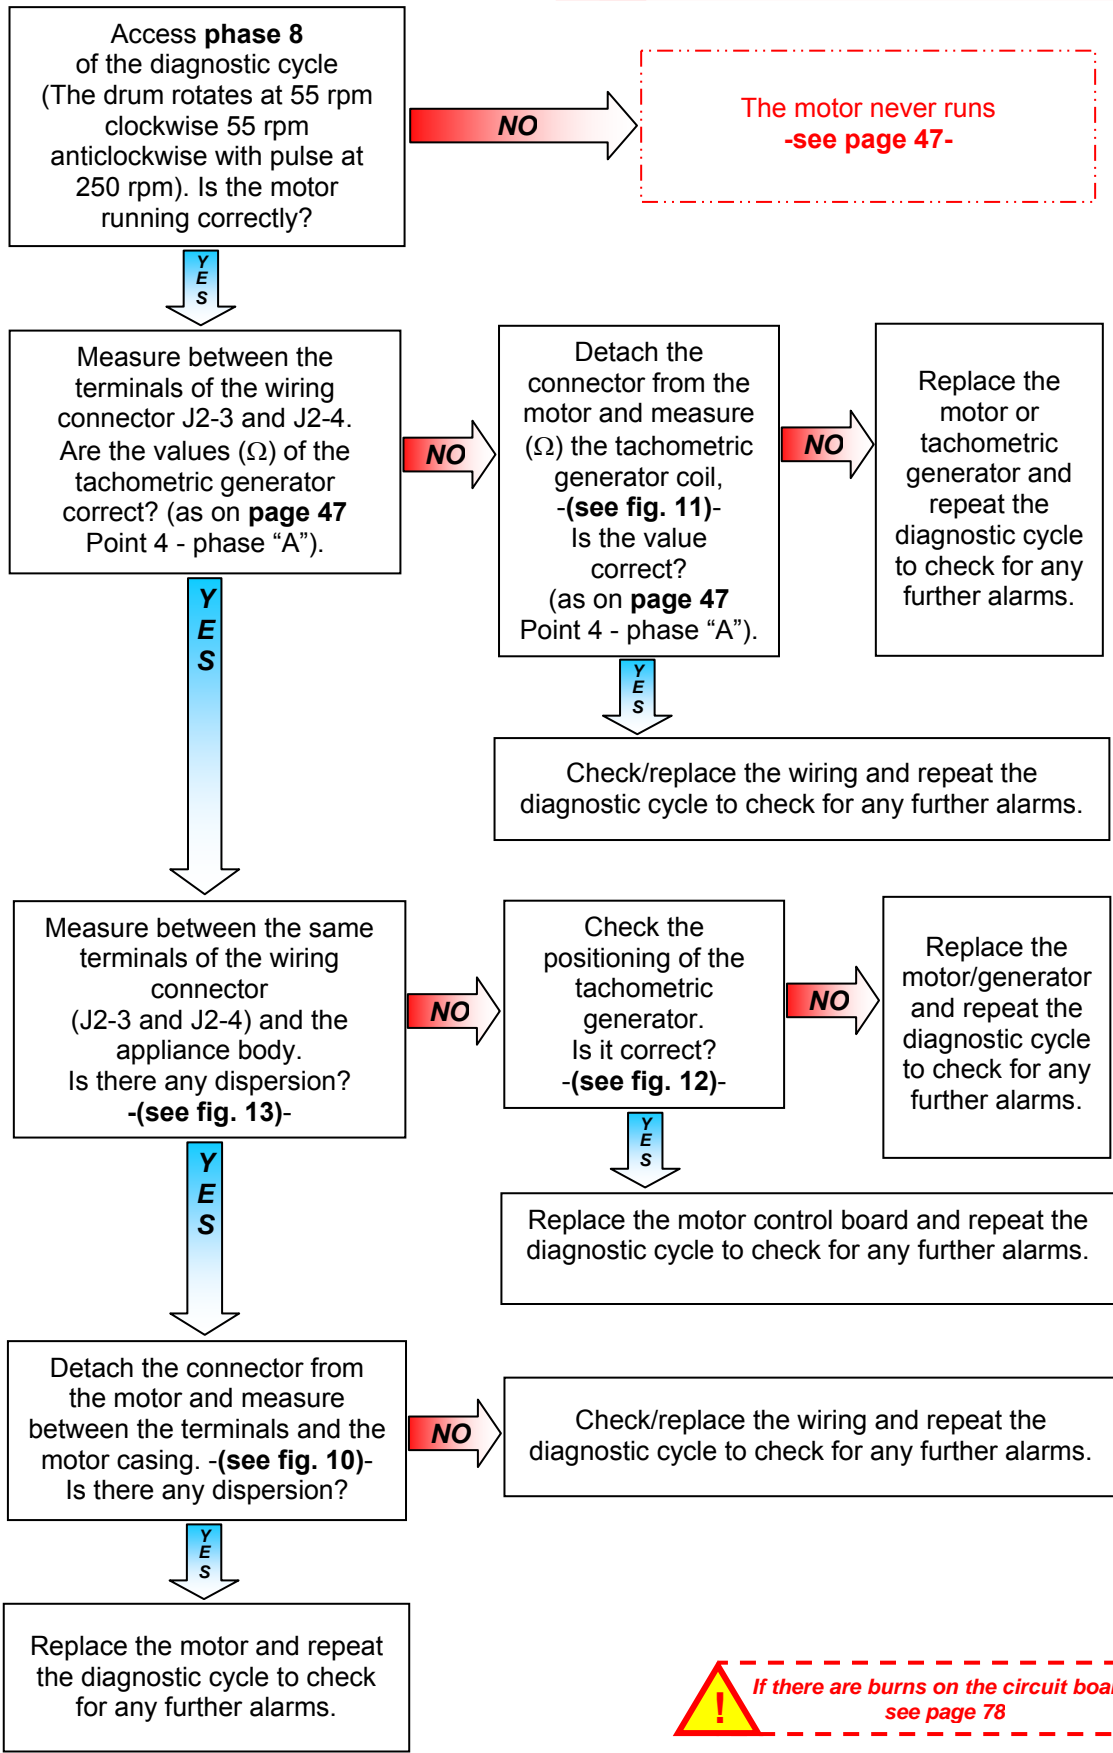 Access phase 8
of the diagnostic cycle
(The drum rotates at 55 rpm
clockwise 55 rpm
anticlockwise with pulse at
250 rpm). Is the motor
running correctly?
NO
The motor never runs
-see page 47-
YES
Measure between the
terminals of the wiring
connector J2-3 and J2-4.
Are the values (Ω) of the
tachometric generator
correct? (as on page 47
Point 4 - phase “A”).
NO
Detach the
connector from the
motor and measure
(Ω) the tachometric
generator coil,
-(see fig. 11)-
Is the value
correct?
(as on page 47
Point 4 - phase “A”).
NO
Replace the
motor or
tachometric
generator and
repeat the
diagnostic cycle
to check for any
further alarms.
YES
YES
Check/replace the wiring and repeat the
diagnostic cycle to check for any further alarms.
Measure between the same
terminals of the wiring
connector
(J2-3 and J2-4) and the
appliance body.
Is there any dispersion?
-(see fig. 13)-
NO
Check the
positioning of the
tachometric
generator.
Is it correct?
-(see fig. 12)-
NO
Replace the
motor/generator
and repeat the
diagnostic cycle
to check for any
further alarms.
YES
YES
Replace the motor control board and repeat the
diagnostic cycle to check for any further alarms.
Detach the connector from
the motor and measure
between the terminals and the
motor casing. -(see fig. 10)-
Is there any dispersion?
NO
Check/replace the wiring and repeat the
diagnostic cycle to check for any further alarms.
YES
Replace the motor and repeat
the diagnostic cycle to check
for any further alarms.
! If there are burns on the circuit boar
see page 78